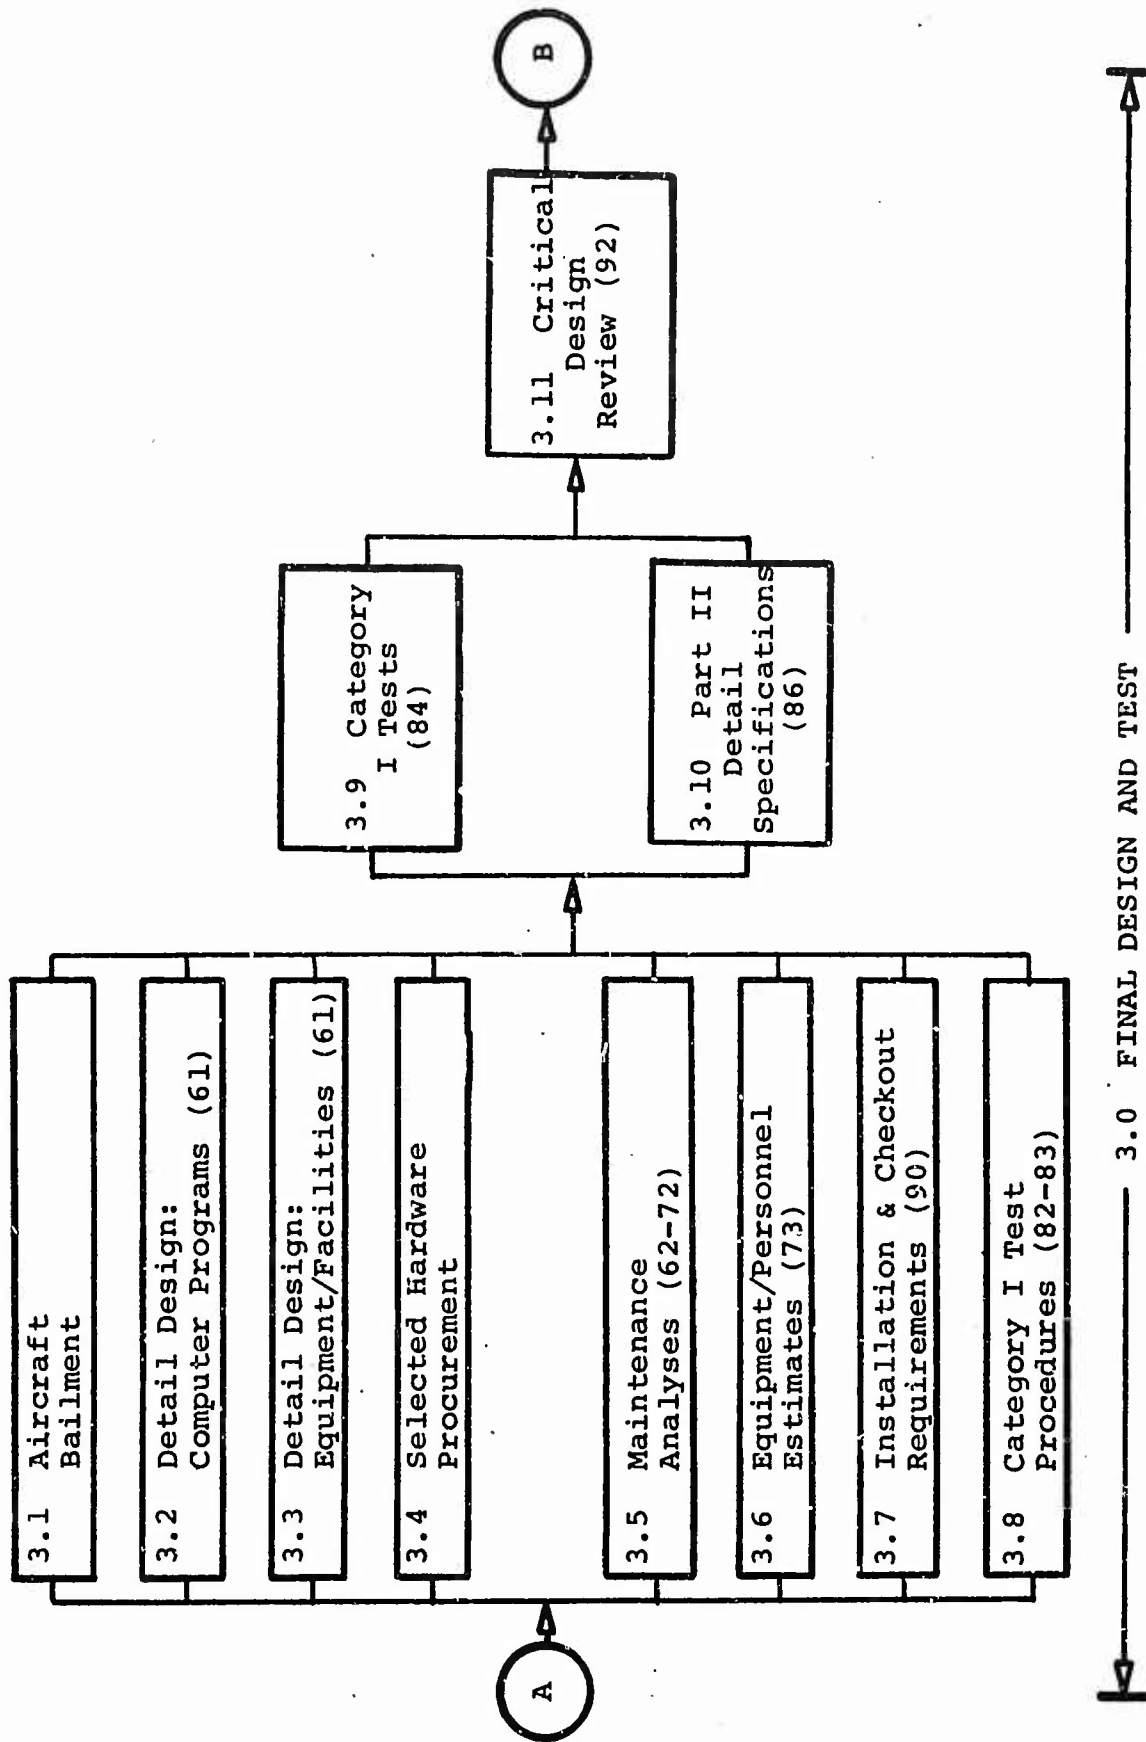 A
3.1 Aircraft
Bailment
3.2 Detail Design:
Computer Programs (61)
3.3 Detail Design:
Equipment/Facilities (61)
3.4 Selected Hardware
Procurement
3.5 Maintenance
Analyses (62-72)
3.6 Equipment/Personnel
Estimates (73)
3.7 Installation & Checkout
Requirements (90)
3.8 Category I Test
Procedures (82-83)
3.9 Category
I Tests
(84)
3.10 Part II
Detail
Specifications
(86)
3.11 Critical
Design
Review (92)
B
3.0 FINAL DESIGN AND TEST